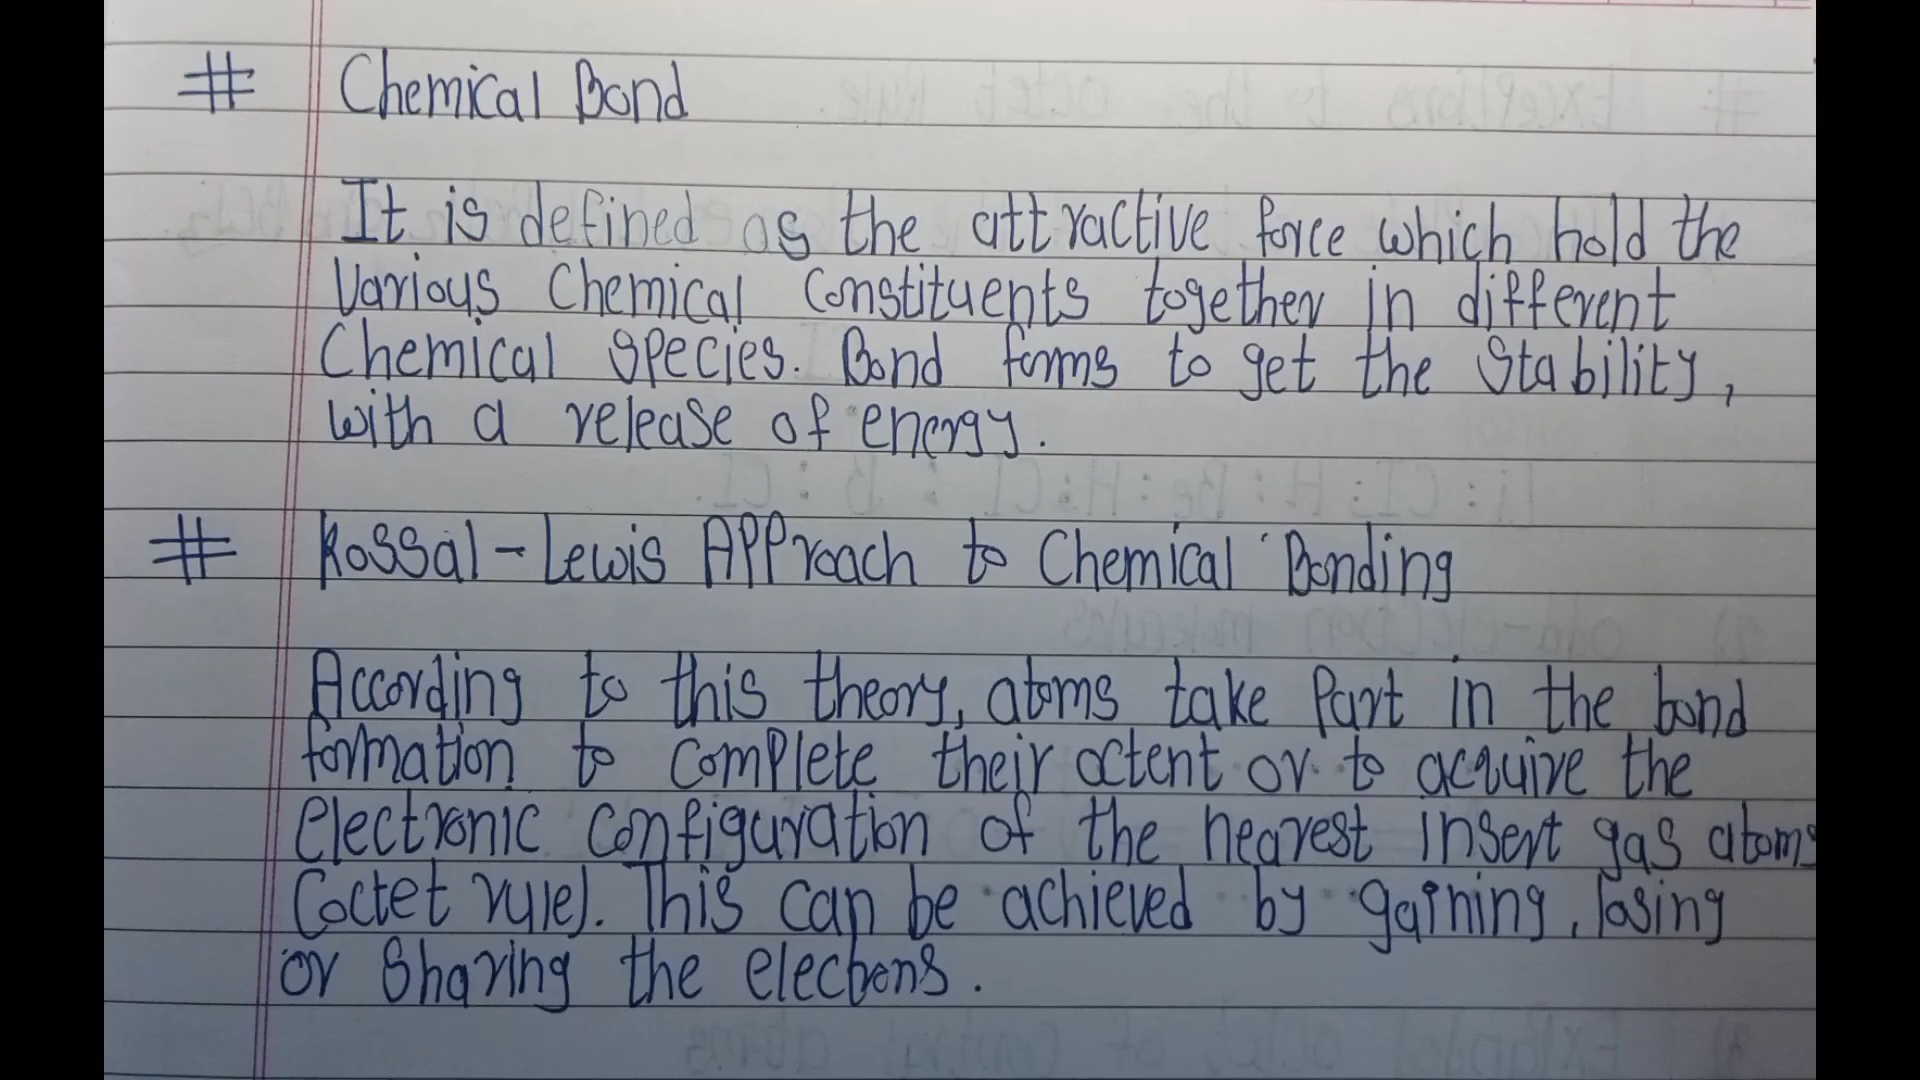 # Chemical Bond
It is defined as the attractive force which hold the
Various Chemical Constituents together in different
Chemical species. Bond forms to get the Stability,
with a release of energy.
# Kossal-Lewis Approach to Chemical Bonding
According to this theory, atoms take Part in the bond
formation to complete their octent or to acquire the
electronic configuration of the nearest insert gas atoms
(octet rule). This can be achieved by gaining, losing
or Sharing the elecbons.